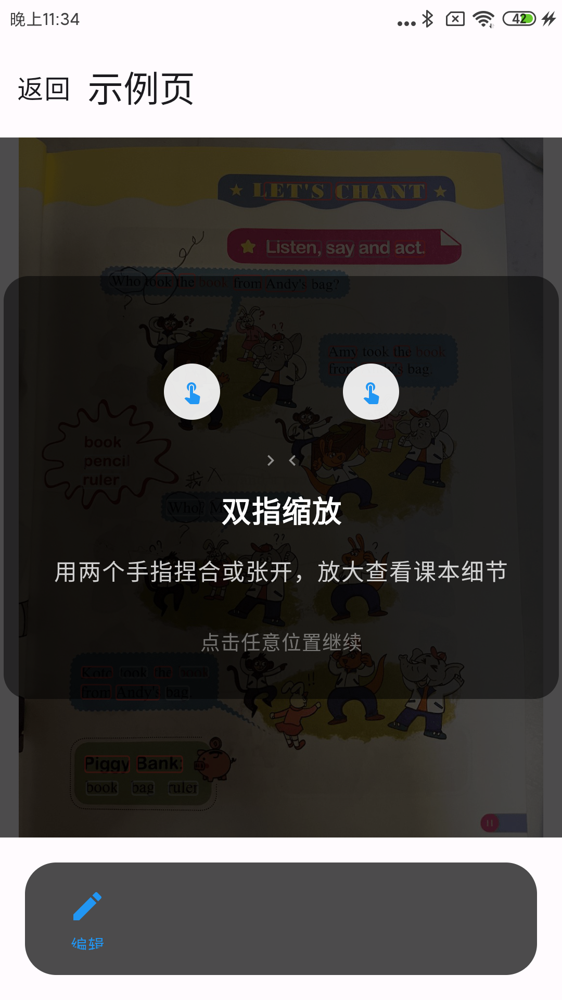 晚上11:34
42
返回 示例页
LET'S CHANT
Listen, say and act.
Who took the book from Andy's bag?
Amy took the book
from
y's bag.
book
pencil
ruler
我 入
Who?
双指缩放
用两个手指捏合或张开，放大查看课本细节
点击任意位置继续
took the book
from Andy's bag.
Piggy Bank:
book bag ruler
11
编辑